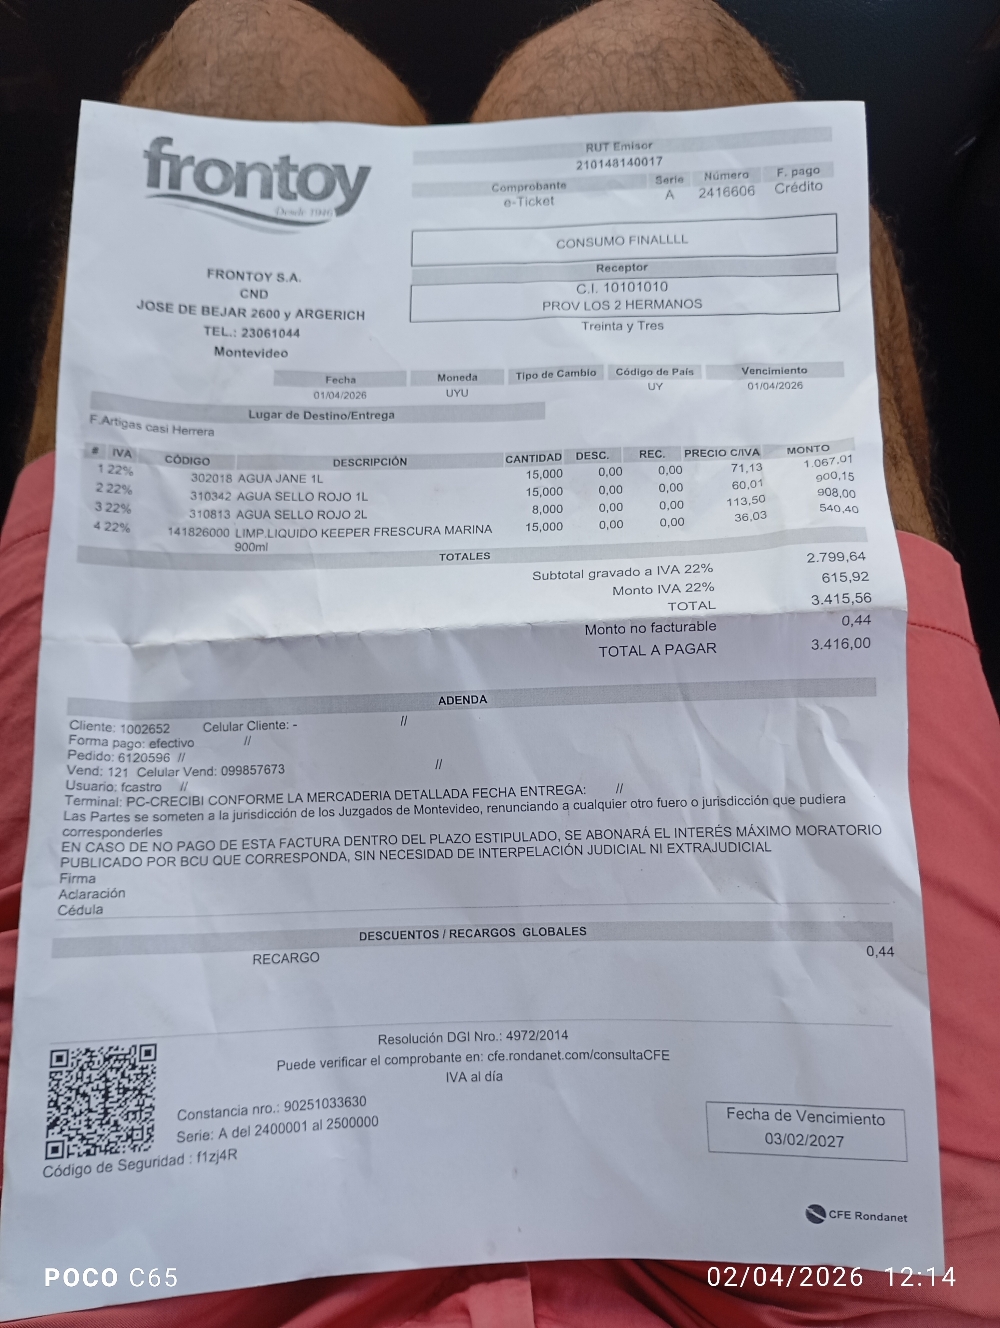 frontoy
Desde 1946
RUT Emisor
210148140017
Comprobante Serie Número F. pago
e-Ticket A 2416606 Crédito
CONSUMO FINALLLL
Receptor
C.I. 10101010
PROV LOS 2 HERMANOS
Treinta y Tres
FRONTOY S.A.
CND
JOSE DE BEJAR 2600 y ARGERICH
TEL.: 23061044
Montevideo
Fecha Moneda Tipo de Cambio Código de País Vencimiento
01/04/2026 UYU UY 01/04/2026
Lugar de Destino/Entrega
F.Artigas casi Herrera
# IVA CÓDIGO DESCRIPCIÓN CANTIDAD DESC. REC. PRECIO C/IVA MONTO
1 22% 302018 AGUA JANE 1L 15,000 0,00 0,00 71,13 1.067,01
2 22% 310342 AGUA SELLO ROJO 1L 15,000 0,00 0,00 60,01 900,15
3 22% 310813 AGUA SELLO ROJO 2L 8,000 0,00 0,00 113,50 908,00
4 22% 141826000 LIMP.LIQUIDO KEEPER FRESCURA MARINA 15,000 0,00 0,00 36,03 540,40
900ml
TOTALES
Subtotal gravado a IVA 22% 2.799,64
Monto IVA 22% 615,92
TOTAL 3.415,56
Monto no facturable 0,44
TOTAL A PAGAR 3.416,00
ADENDA
Cliente: 1002652 Celular Cliente: - //
Forma pago: efectivo //
Pedido: 6120596 //
Vend: 121 Celular Vend: 099857673 //
Usuario: fcastro //
Terminal: PC-CRECIBI CONFORME LA MERCADERIA DETALLADA FECHA ENTREGA: //
Las Partes se someten a la jurisdicción de los Juzgados de Montevideo, renunciando a cualquier otro fuero o jurisdicción que pudiera
corresponderles
EN CASO DE NO PAGO DE ESTA FACTURA DENTRO DEL PLAZO ESTIPULADO, SE ABONARÁ EL INTERÉS MÁXIMO MORATORIO
PUBLICADO POR BCU QUE CORRESPONDA, SIN NECESIDAD DE INTERPELACIÓN JUDICIAL NI EXTRAJUDICIAL
Firma
Aclaración
Cédula
DESCUENTOS / RECARGOS GLOBALES
RECARGO 0,44
Resolución DGI Nro.: 4972/2014
Puede verificar el comprobante en: cfe.rondanet.com/consultaCFE
IVA al día
Constancia nro.: 90251033630
Serie: A del 2400001 al 2500000
Código de Seguridad : f1zj4R
Fecha de Vencimiento
03/02/2027
CFE Rondanet
POCO C65
02/04/2026 12:14